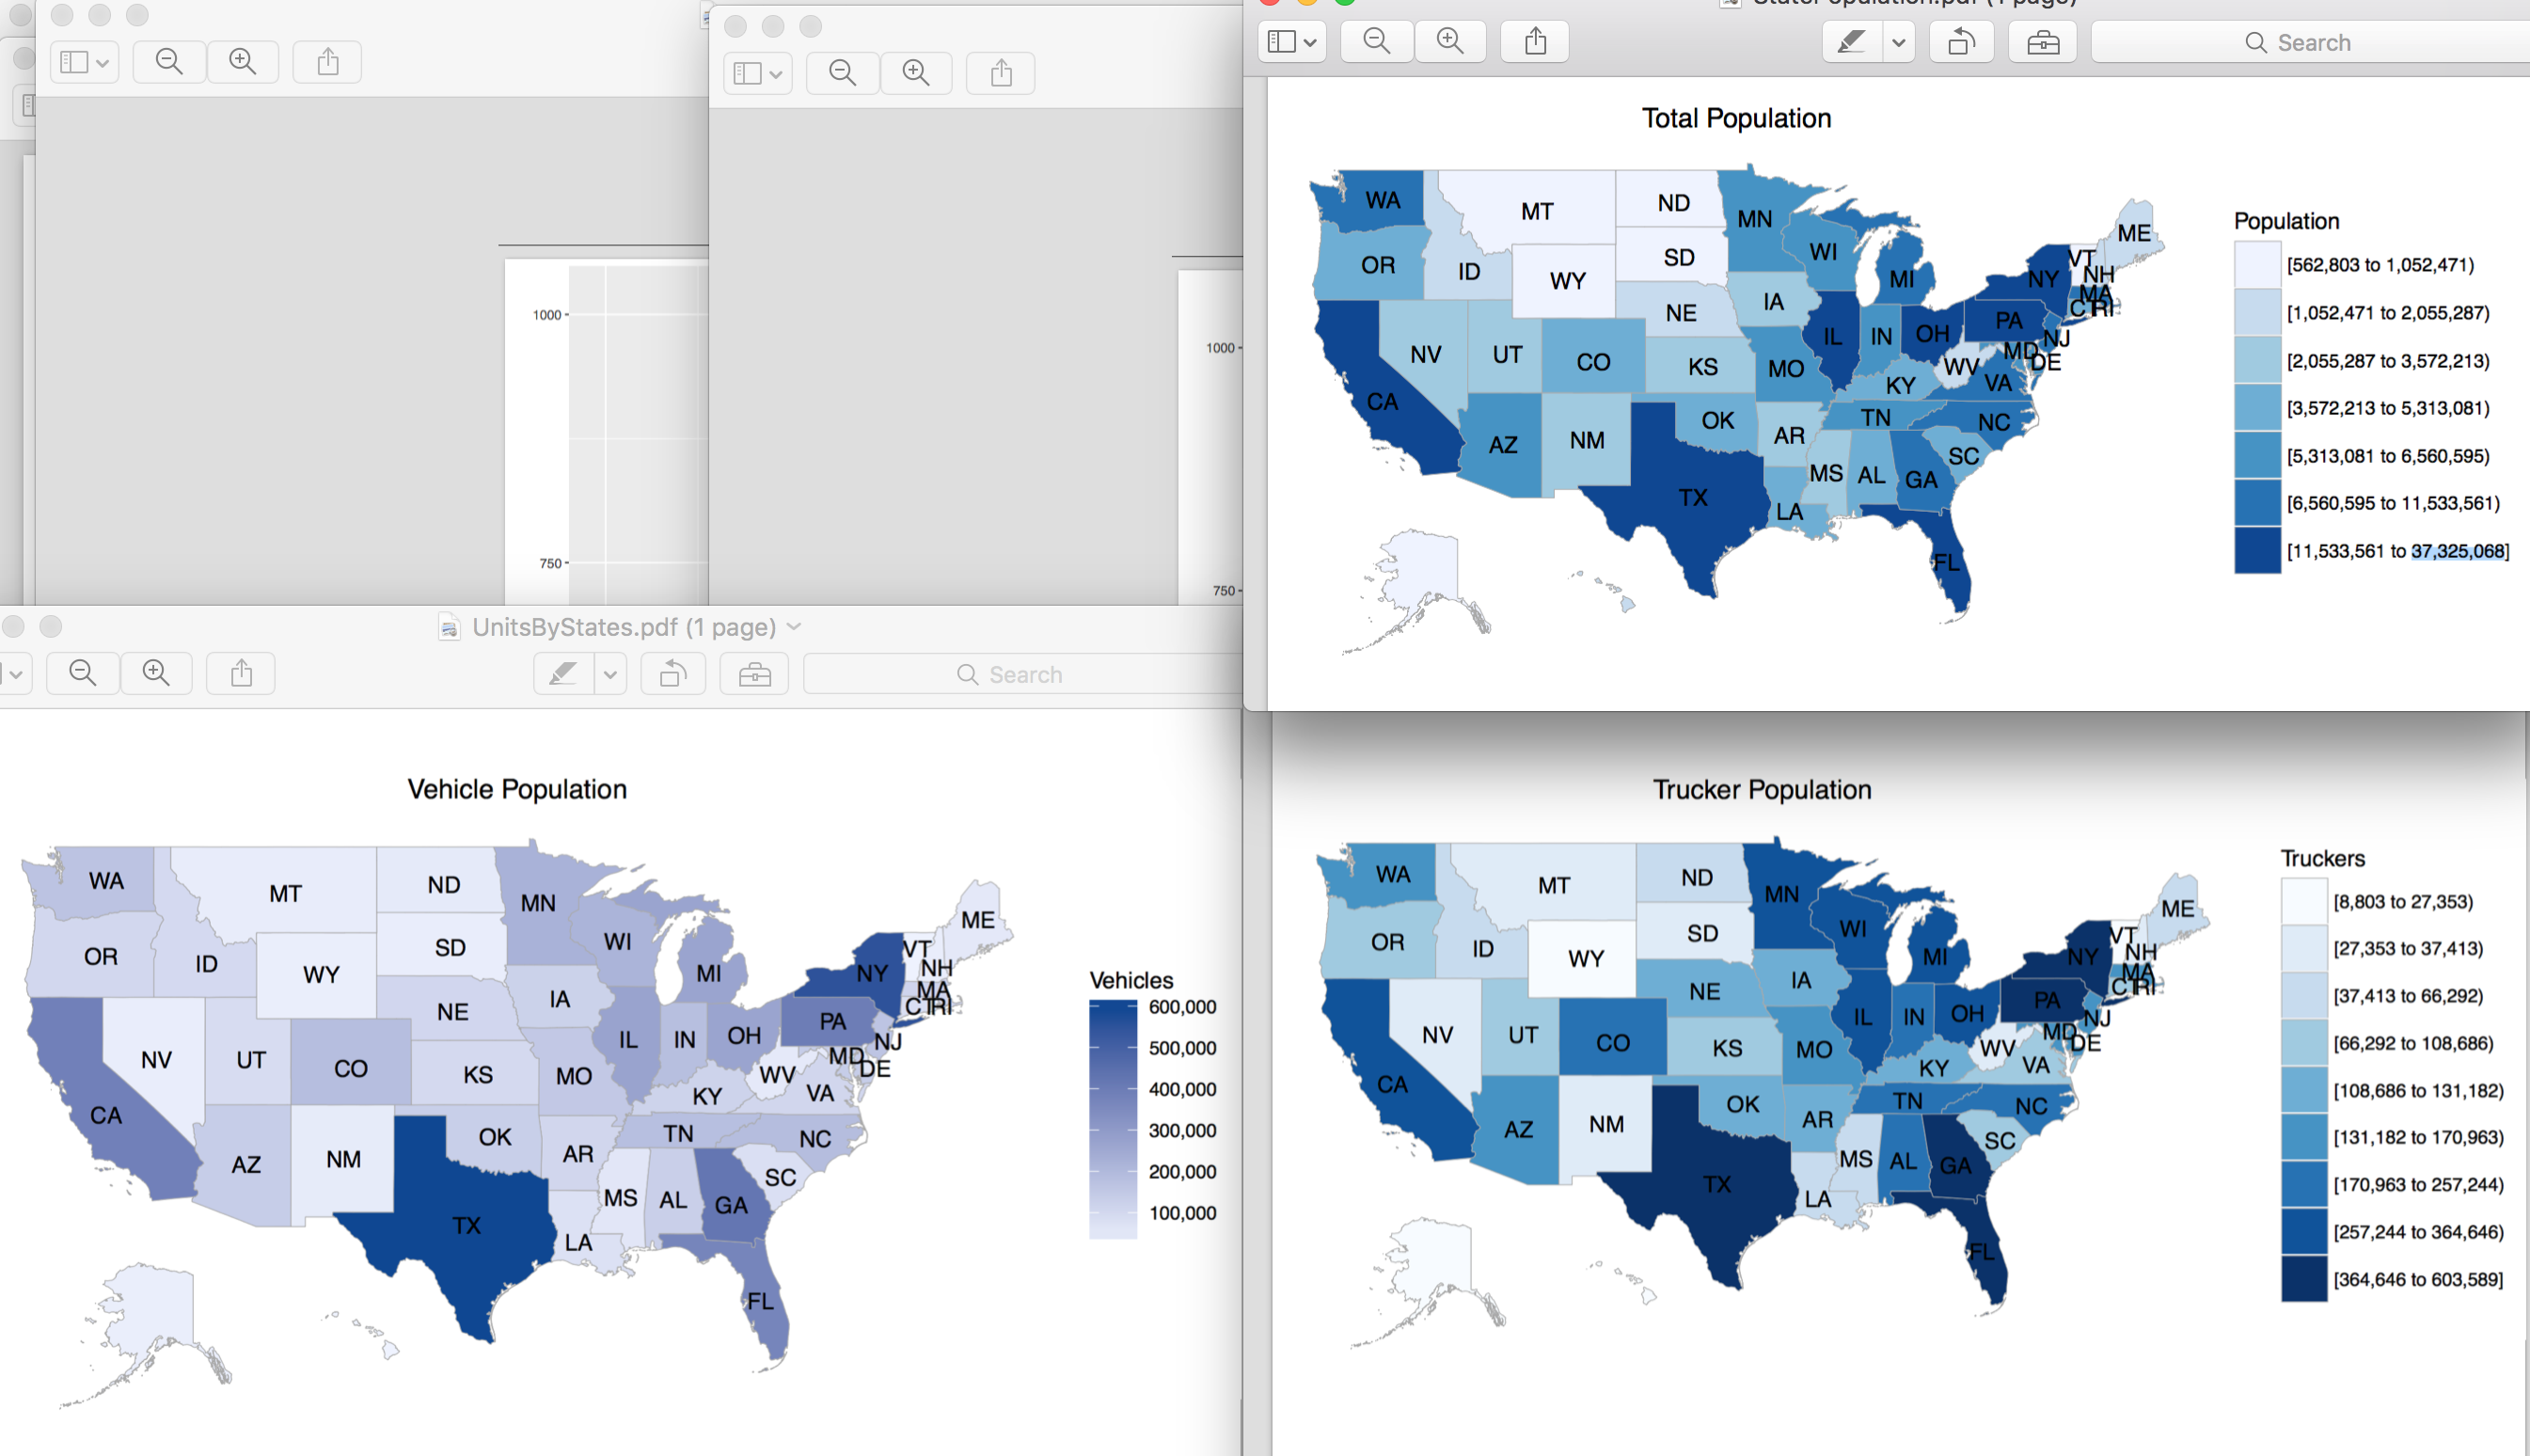 StatePopulation.pdf (1 page)
Search
Total Population
WA
MT
ND
MN
ME
OR
ID
WY
SD
WI
MI
VT
NH
NY
MA
CT
RI
NE
IA
PA
NJ
NV
UT
CO
KS
MO
IL
IN
OH
MD
DE
WV
VA
KY
CA
AZ
NM
OK
AR
TN
NC
SC
MS
AL
GA
TX
LA
FL
Population
[562,803 to 1,052,471)
[1,052,471 to 2,055,287)
[2,055,287 to 3,572,213)
[3,572,213 to 5,313,081)
[5,313,081 to 6,560,595)
[6,560,595 to 11,533,561)
[11,533,561 to 37,325,068]
1000
750
1000
750
UnitsByStates.pdf (1 page)
Search
Vehicle Population
WA
MT
ND
MN
ME
OR
ID
WY
SD
WI
MI
VT
NH
NY
MA
CT
RI
NE
IA
PA
NJ
NV
UT
CO
KS
MO
IL
IN
OH
MD
DE
WV
VA
KY
CA
AZ
NM
OK
AR
TN
NC
SC
MS
AL
GA
TX
LA
FL
Vehicles
600,000
500,000
400,000
300,000
200,000
100,000
Trucker Population
WA
MT
ND
MN
ME
OR
ID
WY
SD
WI
MI
VT
NH
NY
MA
CT
RI
NE
IA
PA
NJ
NV
UT
CO
KS
MO
IL
IN
OH
MD
DE
WV
VA
KY
CA
AZ
NM
OK
AR
TN
NC
SC
MS
AL
GA
TX
LA
FL
Truckers
[8,803 to 27,353)
[27,353 to 37,413)
[37,413 to 66,292)
[66,292 to 108,686)
[108,686 to 131,182)
[131,182 to 170,963)
[170,963 to 257,244)
[257,244 to 364,646)
[364,646 to 603,589]